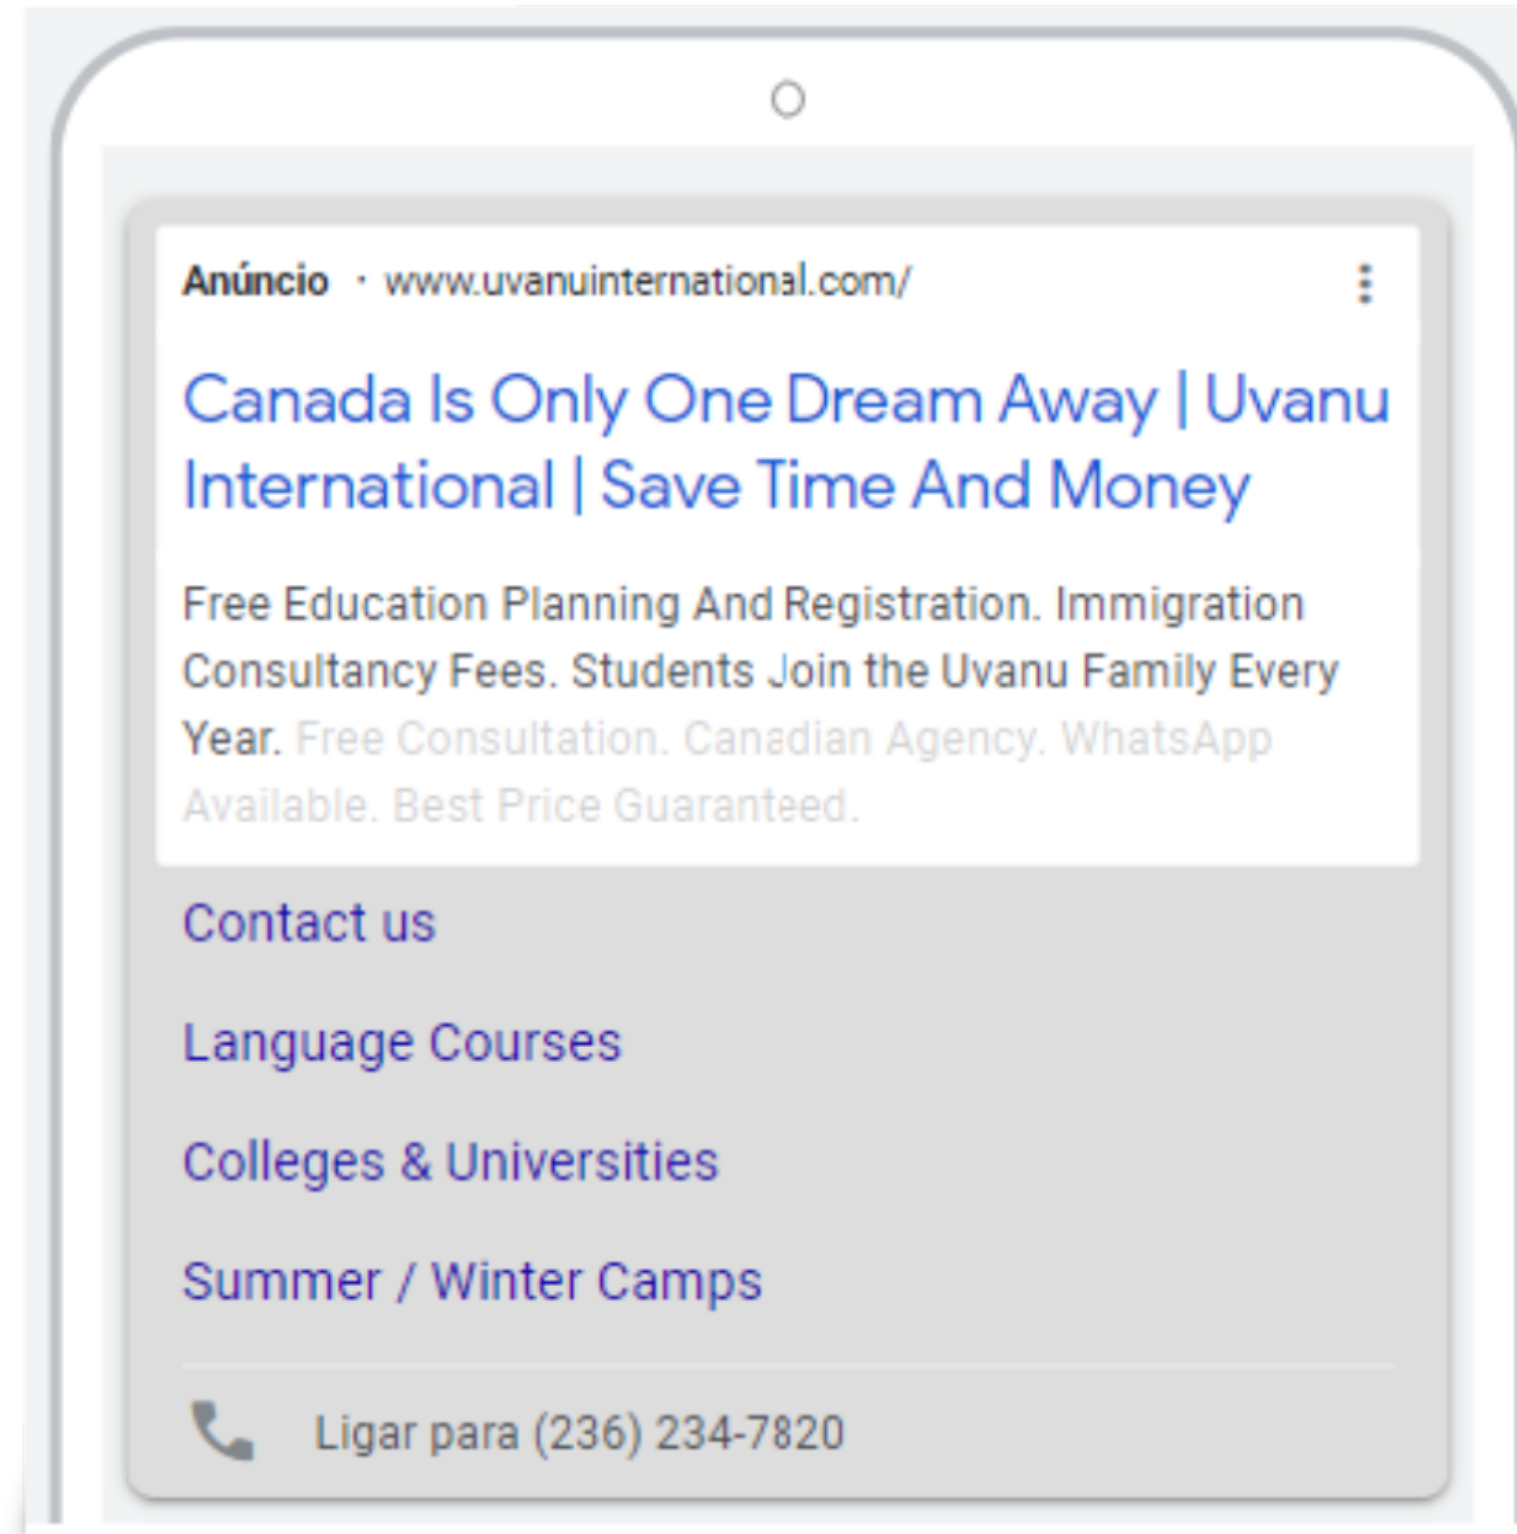 Anúncio · www.uvanuinternational.com/
Canada Is Only One Dream Away | Uvanu
International | Save Time And Money
Free Education Planning And Registration. Immigration
Consultancy Fees. Students Join the Uvanu Family Every
Year. Free Consultation. Canadian Agency. WhatsApp
Available. Best Price Guaranteed.
Contact us
Language Courses
Colleges & Universities
Summer / Winter Camps
Ligar para (236) 234-7820